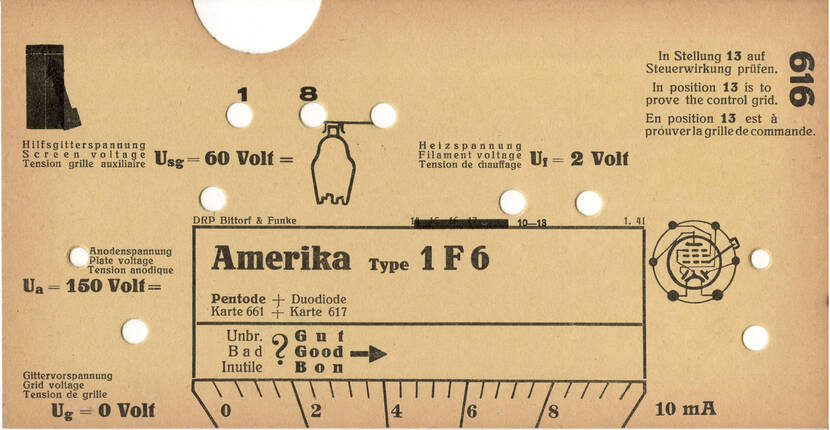 In Stellung 13 auf
Steuerwirkung prüfen.
In position 13 is to
prove the control grid.
En position 13 est à
prouver la grille de commande.
616
1 8
Hilfsgitterspannung
Screen voltage
Tension grille auxiliaire
Usg = 60 Volt =
Heizspannung
Filament voltage
Tension de chauffage
Uf = 2 Volt
DRP Bittorf & Funke
10—13
1. 41
Anodenspannung
Plate voltage
Tension anodique
Ua = 150 Volt =
Amerika Type 1 F 6
Pentode + Duodiode
Karte 661 + Karte 617
Unbr. ? Gut
Bad Good
Inutile Bon
Gittervorspannung
Grid voltage
Tension de grille
Ug = 0 Volt
0 2 4 6 8 10 mA